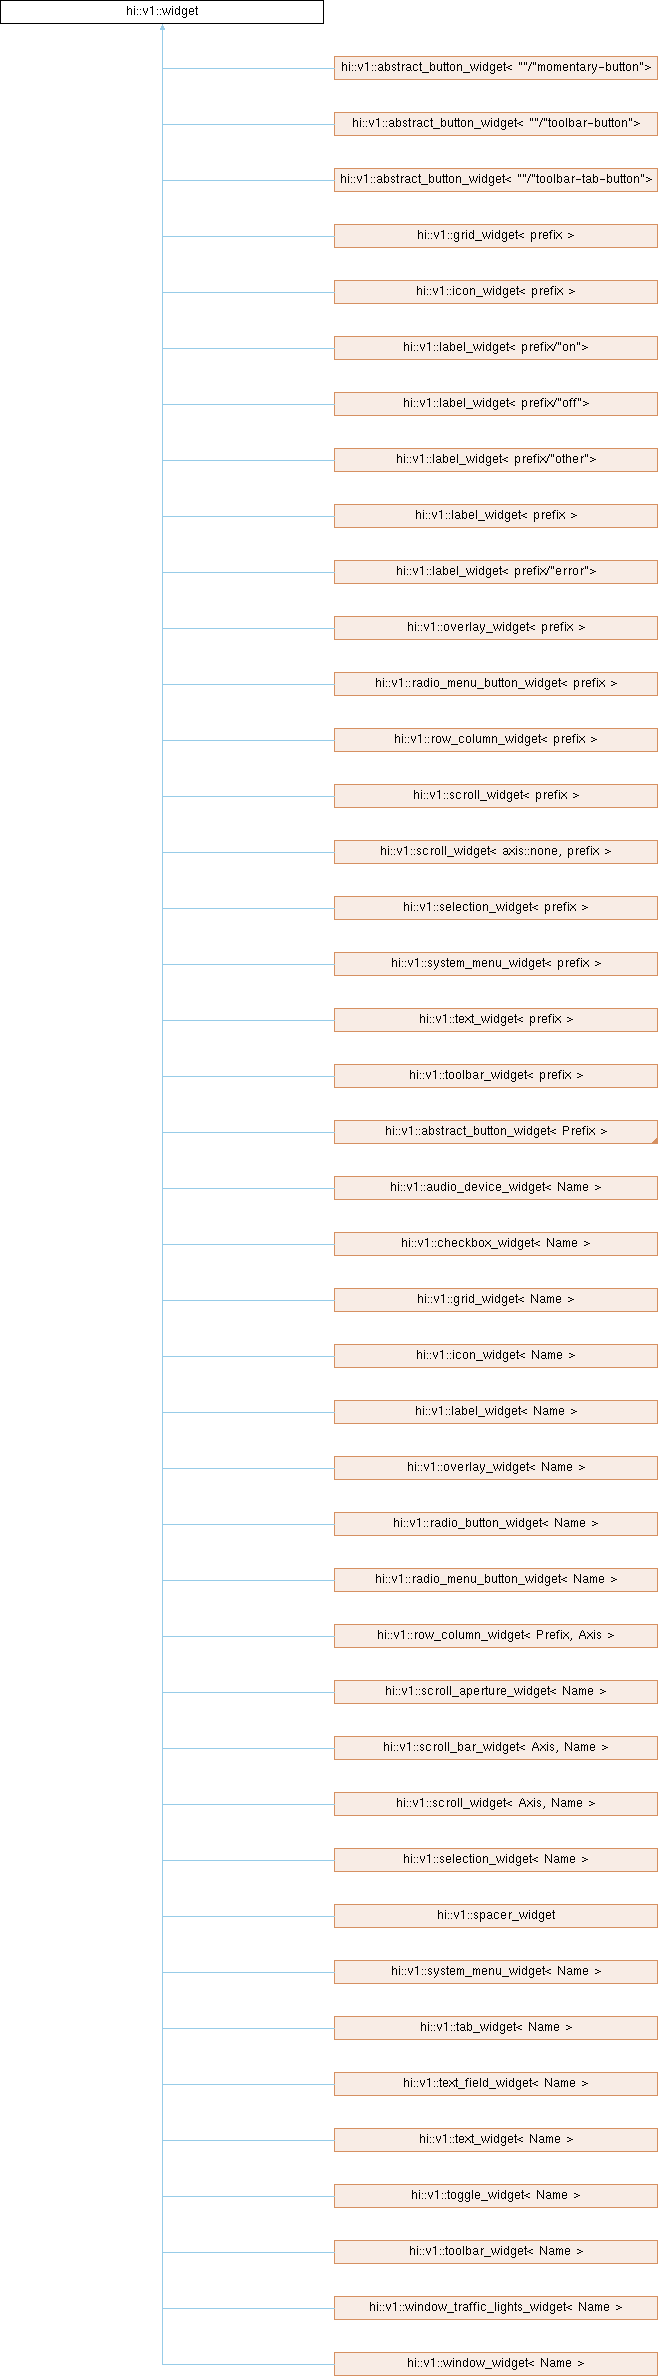 hi::v1::widget
hi::v1::abstract_button_widget< ""/"momentary-button">
hi::v1::abstract_button_widget< ""/"toolbar-button">
hi::v1::abstract_button_widget< ""/"toolbar-tab-button">
hi::v1::grid_widget< prefix >
hi::v1::icon_widget< prefix >
hi::v1::label_widget< prefix/"on">
hi::v1::label_widget< prefix/"off">
hi::v1::label_widget< prefix/"other">
hi::v1::label_widget< prefix >
hi::v1::label_widget< prefix/"error">
hi::v1::overlay_widget< prefix >
hi::v1::radio_menu_button_widget< prefix >
hi::v1::row_column_widget< prefix >
hi::v1::scroll_widget< prefix >
hi::v1::scroll_widget< axis::none, prefix >
hi::v1::selection_widget< prefix >
hi::v1::system_menu_widget< prefix >
hi::v1::text_widget< prefix >
hi::v1::toolbar_widget< prefix >
hi::v1::abstract_button_widget< Prefix >
hi::v1::audio_device_widget< Name >
hi::v1::checkbox_widget< Name >
hi::v1::grid_widget< Name >
hi::v1::icon_widget< Name >
hi::v1::label_widget< Name >
hi::v1::overlay_widget< Name >
hi::v1::radio_button_widget< Name >
hi::v1::radio_menu_button_widget< Name >
hi::v1::row_column_widget< Prefix, Axis >
hi::v1::scroll_aperture_widget< Name >
hi::v1::scroll_bar_widget< Axis, Name >
hi::v1::scroll_widget< Axis, Name >
hi::v1::selection_widget< Name >
hi::v1::spacer_widget
hi::v1::system_menu_widget< Name >
hi::v1::tab_widget< Name >
hi::v1::text_field_widget< Name >
hi::v1::text_widget< Name >
hi::v1::toggle_widget< Name >
hi::v1::toolbar_widget< Name >
hi::v1::window_traffic_lights_widget< Name >
hi::v1::window_widget< Name >